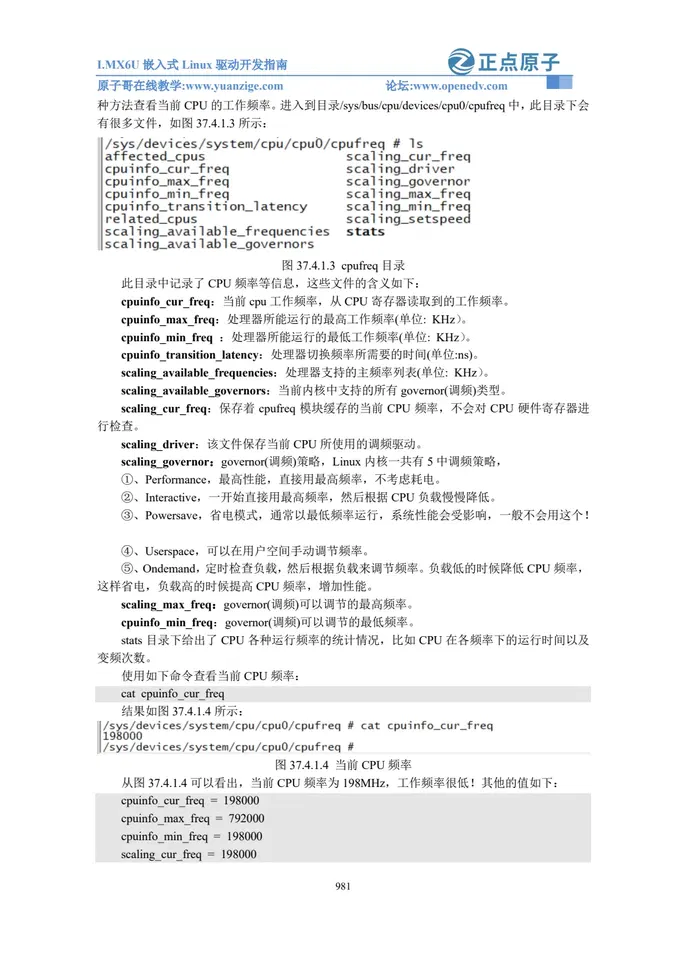 I.MX6U 嵌入式 Linux 驱动开发指南
正点原子
原子哥在线教学:www.yuanzige.com 论坛:www.openedv.com
种方法查看当前 CPU 的工作频率。进入到目录/sys/bus/cpu/devices/cpu0/cpufreq 中，此目录下会
有很多文件，如图 37.4.1.3 所示：
/sys/devices/system/cpu/cpu0/cpufreq # ls
affected_cpus scaling_cur_freq
cpuinfo_cur_freq scaling_driver
cpuinfo_max_freq scaling_governor
cpuinfo_min_freq scaling_max_freq
cpuinfo_transition_latency scaling_min_freq
related_cpus scaling_setspeed
scaling_available_frequencies stats
scaling_available_governors
图 37.4.1.3 cpufreq 目录
此目录中记录了 CPU 频率等信息，这些文件的含义如下：
cpuinfo_cur_freq：当前 cpu 工作频率，从 CPU 寄存器读取到的工作频率。
cpuinfo_max_freq：处理器所能运行的最高工作频率(单位: KHz）。
cpuinfo_min_freq ：处理器所能运行的最低工作频率(单位: KHz）。
cpuinfo_transition_latency：处理器切换频率所需要的时间(单位:ns)。
scaling_available_frequencies：处理器支持的主频率列表(单位: KHz）。
scaling_available_governors：当前内核中支持的所有 governor(调频)类型。
scaling_cur_freq：保存着 cpufreq 模块缓存的当前 CPU 频率，不会对 CPU 硬件寄存器进
行检查。
scaling_driver：该文件保存当前 CPU 所使用的调频驱动。
scaling_governor：governor(调频)策略，Linux 内核一共有 5 中调频策略，
①、Performance，最高性能，直接用最高频率，不考虑耗电。
②、Interactive，一开始直接用最高频率，然后根据 CPU 负载慢慢降低。
③、Powersave，省电模式，通常以最低频率运行，系统性能会受影响，一般不会用这个！
④、Userspace，可以在用户空间手动调节频率。
⑤、Ondemand，定时检查负载，然后根据负载来调节频率。负载低的时候降低 CPU 频率，
这样省电，负载高的时候提高 CPU 频率，增加性能。
scaling_max_freq：governor(调频)可以调节的最高频率。
cpuinfo_min_freq：governor(调频)可以调节的最低频率。
stats 目录下给出了 CPU 各种运行频率的统计情况，比如 CPU 在各频率下的运行时间以及
变频次数。
使用如下命令查看当前 CPU 频率：
cat cpuinfo_cur_freq
结果如图 37.4.1.4 所示：
/sys/devices/system/cpu/cpu0/cpufreq # cat cpuinfo_cur_freq
198000
/sys/devices/system/cpu/cpu0/cpufreq #
图 37.4.1.4 当前 CPU 频率
从图 37.4.1.4 可以看出，当前 CPU 频率为 198MHz，工作频率很低！其他的值如下：
cpuinfo_cur_freq = 198000
cpuinfo_max_freq = 792000
cpuinfo_min_freq = 198000
scaling_cur_freq = 198000
981